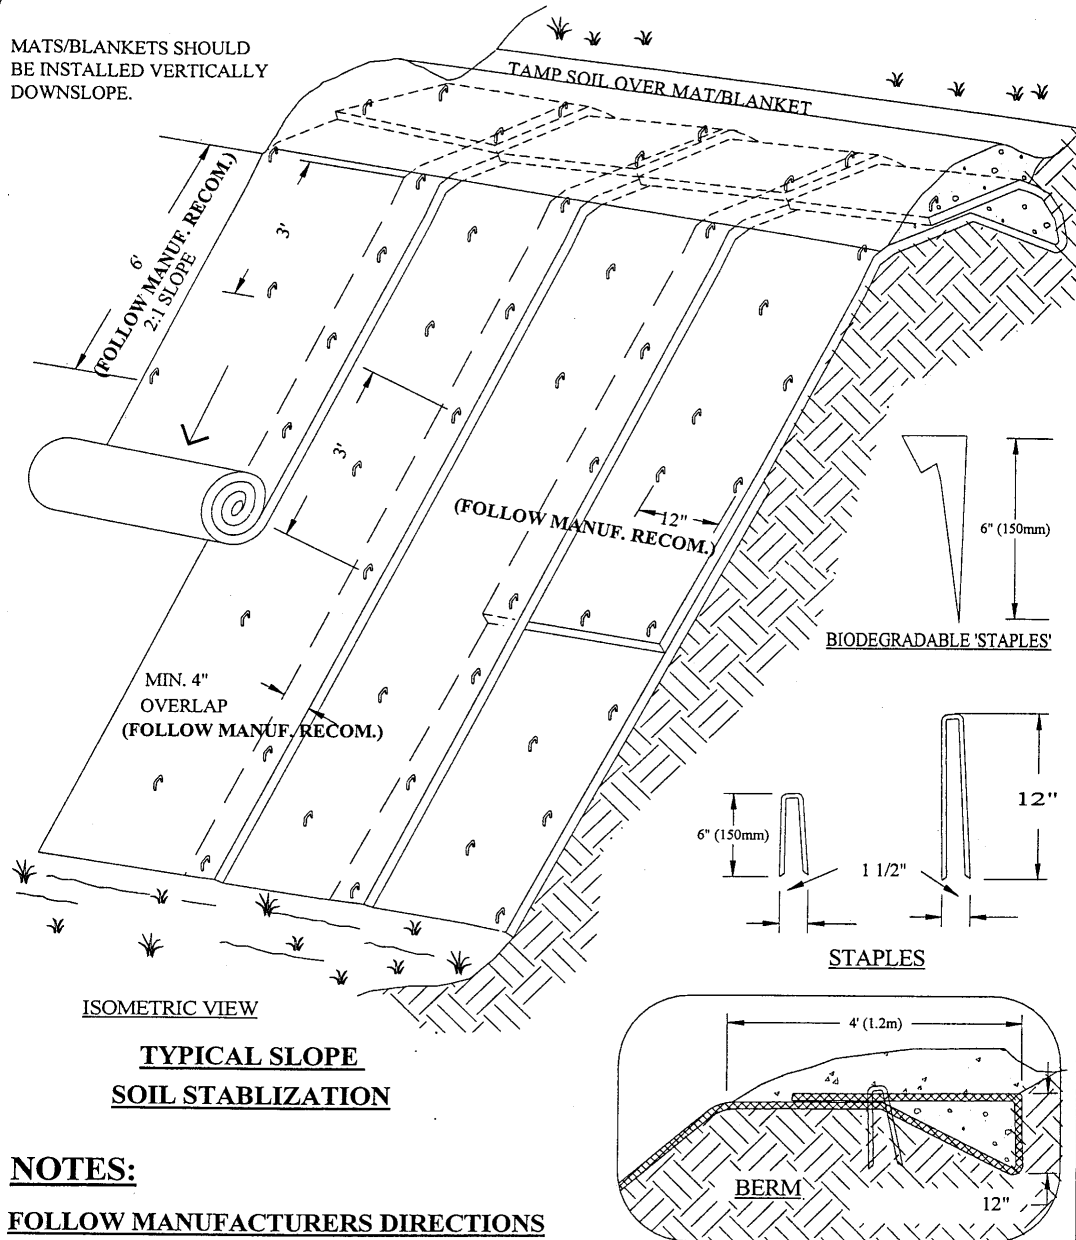 MATS/BLANKETS SHOULD
BE INSTALLED VERTICALLY
DOWNSLOPE.
TAMP SOIL OVER MAT/BLANKET
6'
(FOLLOW MANUF. RECOM.)
2:1 SLOPE
3'
3'
12"
(FOLLOW MANUF. RECOM.)
6" (150mm)
BIODEGRADABLE 'STAPLES'
MIN. 4"
OVERLAP
(FOLLOW MANUF. RECOM.)
12"
6" (150mm)
1 1/2"
STAPLES
ISOMETRIC VIEW
TYPICAL SLOPE
SOIL STABLIZATION
4' (1.2m)
BERM
12"
NOTES:
FOLLOW MANUFACTURERS DIRECTIONS